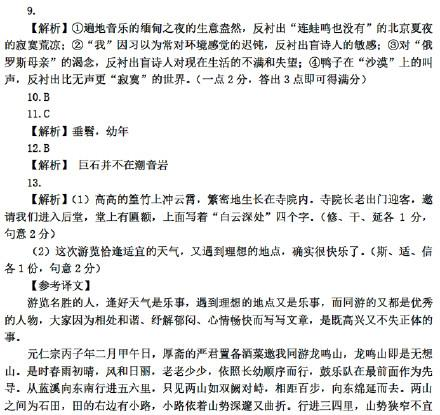 9.
【解析】①遍地音乐的缅甸之夜的生意盎然，反衬出“连蛙鸣也没有”的北京夏夜
的寂寞荒凉；②“我”因习以为常对环境感觉的迟钝，反衬出盲诗人的敏感；③对“俄
罗斯母亲”的渴念，反衬出盲诗人对现在生活的不满和失望；④鸭子在“沙漠”上的叫
声，反衬出比无声更“寂寞”的世界。（一点 2 分，答出 3 点即可得满分）
10.B
11.C
【解析】垂髫，幼年
12.B
【解析】 巨石并不在潮音岩
13.
【解析】（1）高高的篁竹上冲云霄，繁密地生长在寺院内。寺院长老出门迎客，邀
请我们进入后堂，堂上有匾额，上面写着“白云深处”四个字。（修、干、延各 1 分，
句意 2 分）
（2）这次游览恰逢适宜的天气，又遇到理想的地点，确实很快乐了。（斯、适、信
各 1 份，句意 2 分）
【参考译文】
游览名胜的人，逢好天气是乐事，遇到理想的地点又是乐事，而同游的又都是优秀
的人物，大家因为相处和谐、纾解郁闷、心情畅快而写写文章，是既高兴又不失正体的
事。
元仁宗丙子年二月甲午日，厚斋的严君置备酒菜邀我同游龙鸣山，龙鸣山即是无想
山。是时春雨初晴，风和日丽，老老少少，依照长幼顺序而行，鼓乐队在最前面作为先
导。从蓝溪向东南行进五六里，只见两山如双阙对峙，相距百步，向东绵延而去。两山
之间为石田，田的右边有小路，小路依着山势深邃又曲折。行进三四里，山势狭窄不宜